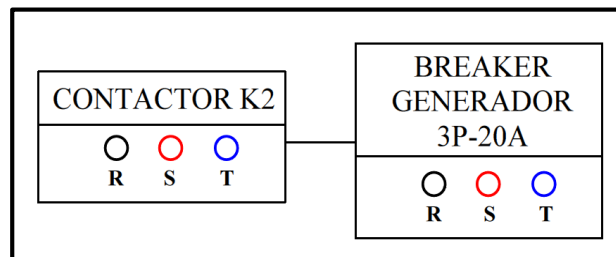 CONTACTOR K2
R S T
BREAKER
GENERADOR
3P-20A
R S T